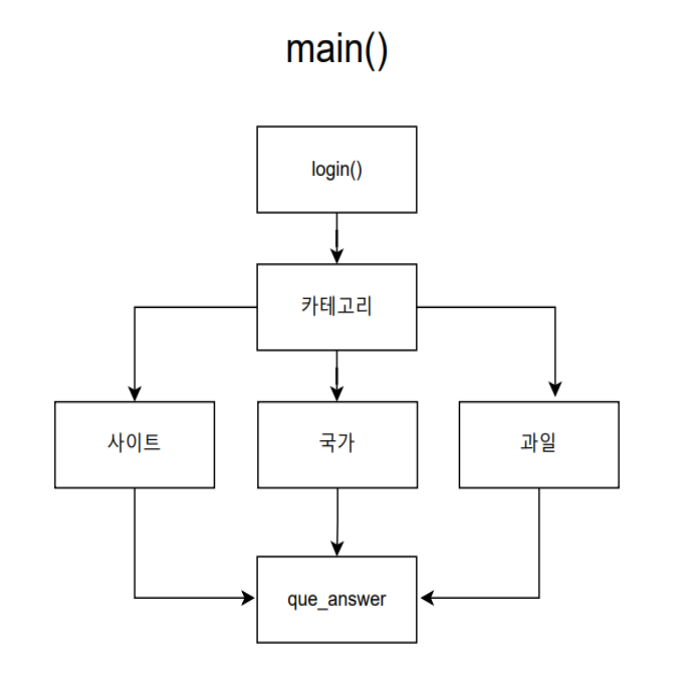 main()
login()
카테고리
사이트
국가
과일
que_answer